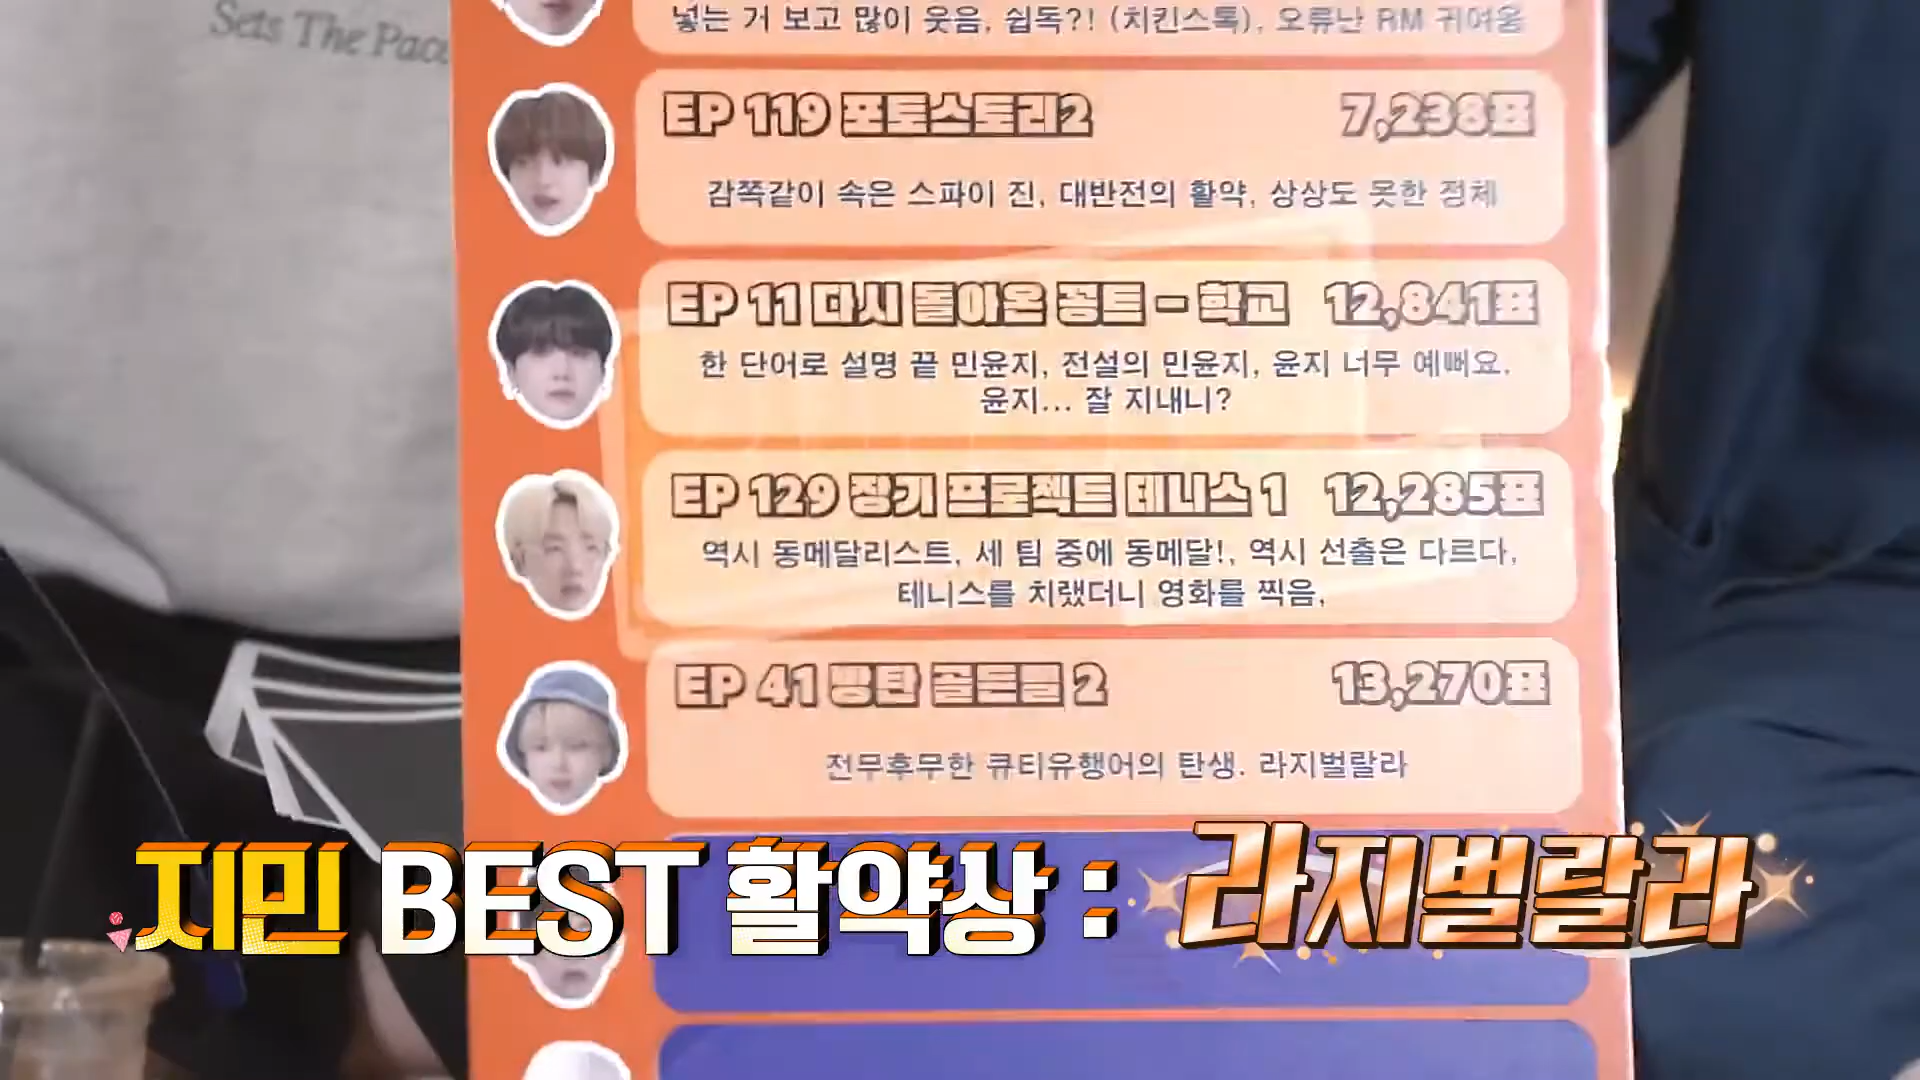 Sets The Pace
넣는 거 보고 많이 웃음, 쉽독?! (치킨스톡), 오류난 RM 귀여움
EP 119 포토스토리2 7,238표
감쪽같이 속은 스파이 진, 대반전의 활약, 상상도 못한 정체
EP 11 다시 돌아온 꽁트 - 학교 12,841표
한 단어로 설명 끝 민윤지, 전설의 민윤지, 윤지 너무 예뻐요,
윤지... 잘 지내니?
EP 129 장기 프로젝트 테니스 1 12,285표
역시 동메달리스트, 세 팀 중에 동메달!, 역시 선출은 다르다,
테니스를 치랬더니 영화를 찍음,
EP 41 방탄 골든벨 2 13,270표
전무후무한 큐티유행어의 탄생. 라지벌랄라
지민 BEST 활약상 : 라지벌랄라